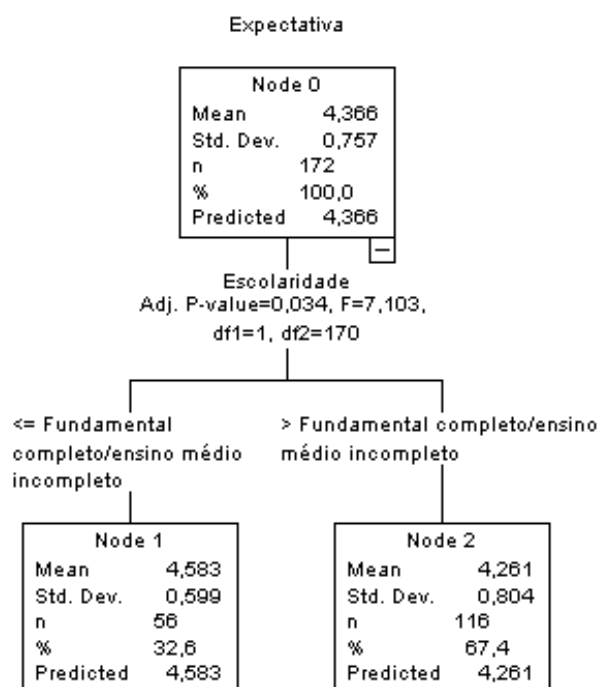 Expectativa
Node 0
Mean 4,366
Std. Dev. 0,757
n 172
% 100,0
Predicted 4,366
Escolaridade
Adj. P-value=0,034, F=7,103,
df1=1, df2=170
<= Fundamental
completo/ensino médio
incompleto
> Fundamental completo/ensino
médio incompleto
Node 1
Mean 4,583
Std. Dev. 0,599
n 56
% 32,6
Predicted 4,583
Node 2
Mean 4,261
Std. Dev. 0,804
n 116
% 67,4
Predicted 4,261